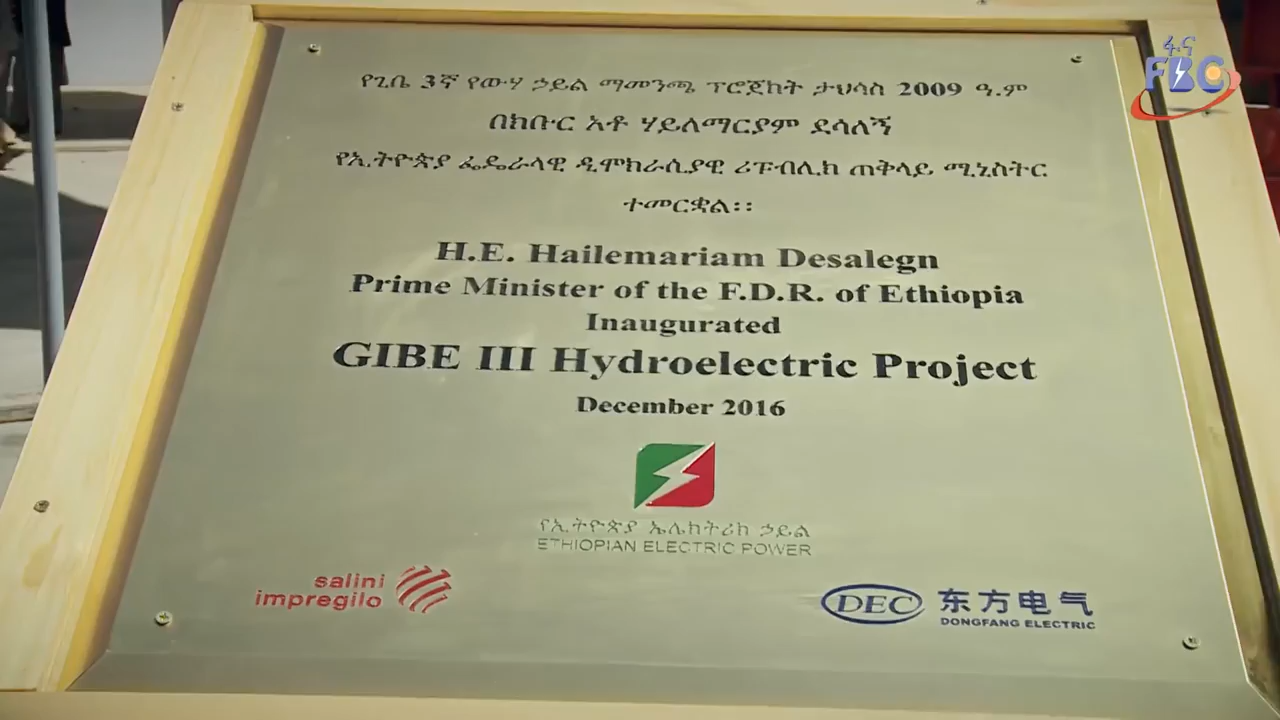 ፋና
FBC
የጊቤ 3ኛ የውሃ ኃይል ማመንጫ ፕሮጀክት ታህሳስ 2009 ዓ.ም
በክቡር አቶ ሃይለማርያም ደሳለኝ
የኢትዮጵያ ፌዴራላዊ ዲሞክራሲያዊ ሪፑብሊክ ጠቅላይ ሚኒስትር
ተመርቋል፡፡
H.E. Hailemariam Desalegn
Prime Minister of the F.D.R. of Ethiopia
Inaugurated
GIBE III Hydroelectric Project
December 2016
የኢትዮጵያ ኤሌክትሪክ ኃይል
ETHIOPIAN ELECTRIC POWER
salini
impregilo
DEC 东方电气
DONGFANG ELECTRIC